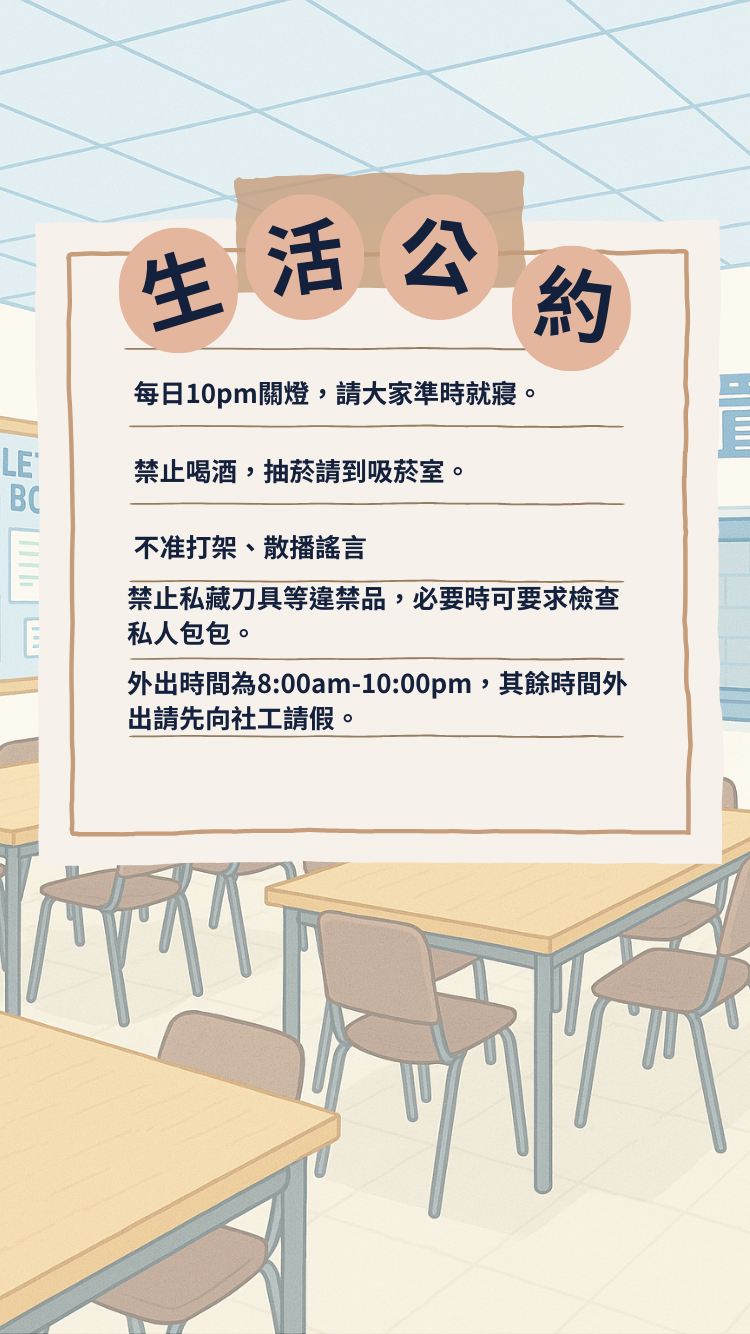 生活公約
每日10pm關燈，請大家準時就寢。
禁止喝酒，抽菸請到吸菸室。
不准打架、散播謠言
禁止私藏刀具等違禁品，必要時可要求檢查
私人包包。
外出時間為8:00am-10:00pm，其餘時間外
出請先向社工請假。